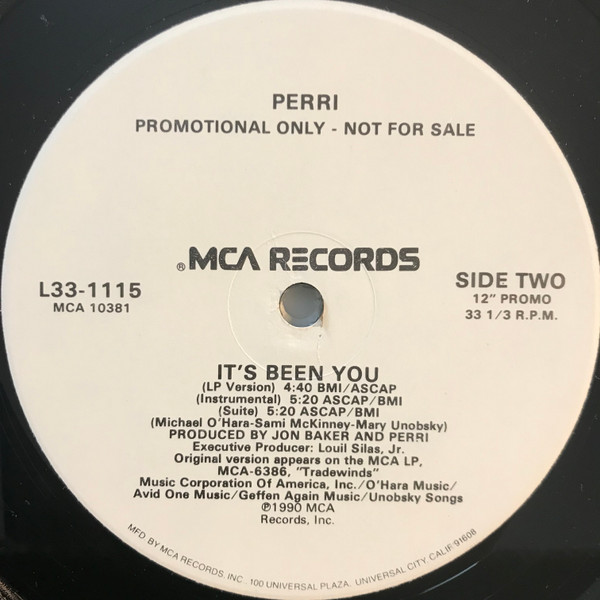 PERRI
PROMOTIONAL ONLY - NOT FOR SALE
® MCA RECORDS
L33-1115
MCA 10381
SIDE TWO
12" PROMO
33 1/3 R.P.M.
IT'S BEEN YOU
(LP Version) 4:40 BMI/ASCAP
(Instrumental) 5:20 ASCAP/BMI
(Suite) 5:20 ASCAP/BMI
(Michael O'Hara-Sami McKinney-Mary Unobsky)
PRODUCED BY JON BAKER AND PERRI
Executive Producer: Louil Silas, Jr.
Original version appears on the MCA LP,
MCA-6386, "Tradewinds"
Music Corporation Of America, Inc./O'Hara Music/
Avid One Music/Geffen Again Music/Unobsky Songs
℗1990 MCA
Records, Inc.
MFD BY MCA RECORDS, INC., 100 UNIVERSAL PLAZA, UNIVERSAL CITY, CALIF. 91608